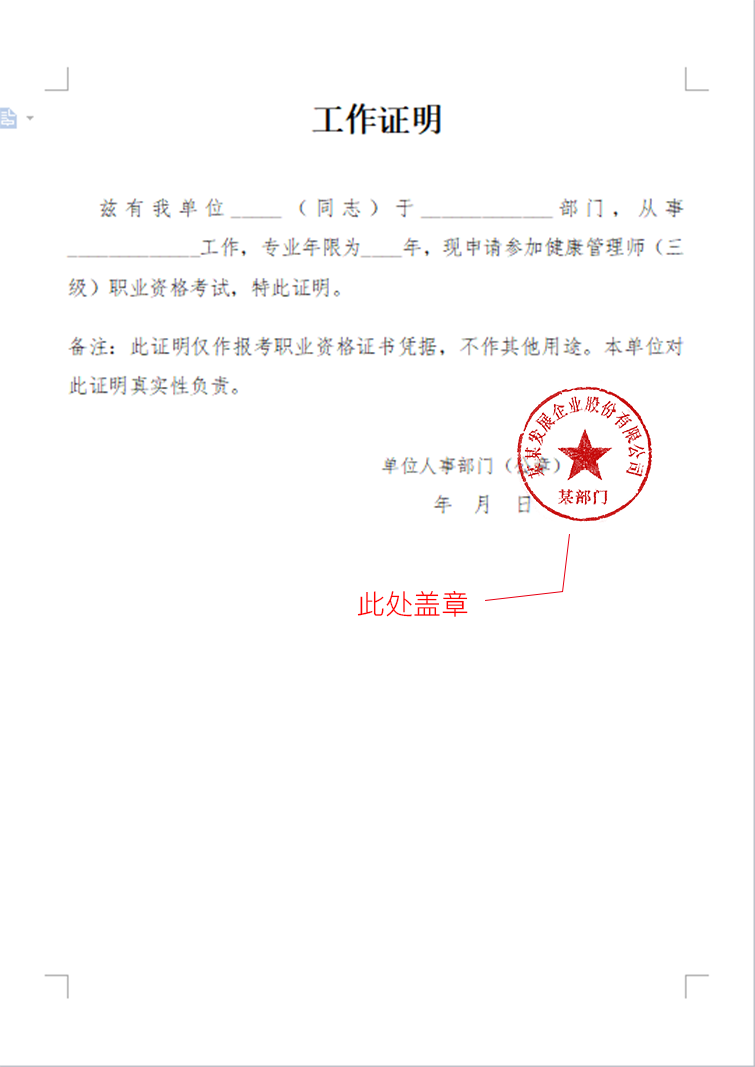 工作证明
兹有我单位_____（同志）于_____________部门，从事
_____________工作，专业年限为____年，现申请参加健康管理师（三
级）职业资格考试，特此证明。
备注：此证明仅作报考职业资格证书凭据，不作其他用途。本单位对
此证明真实性负责。
某某发展企业股份有限公司
单位人事部门（公章）
某部门
年 月 日
此处盖章